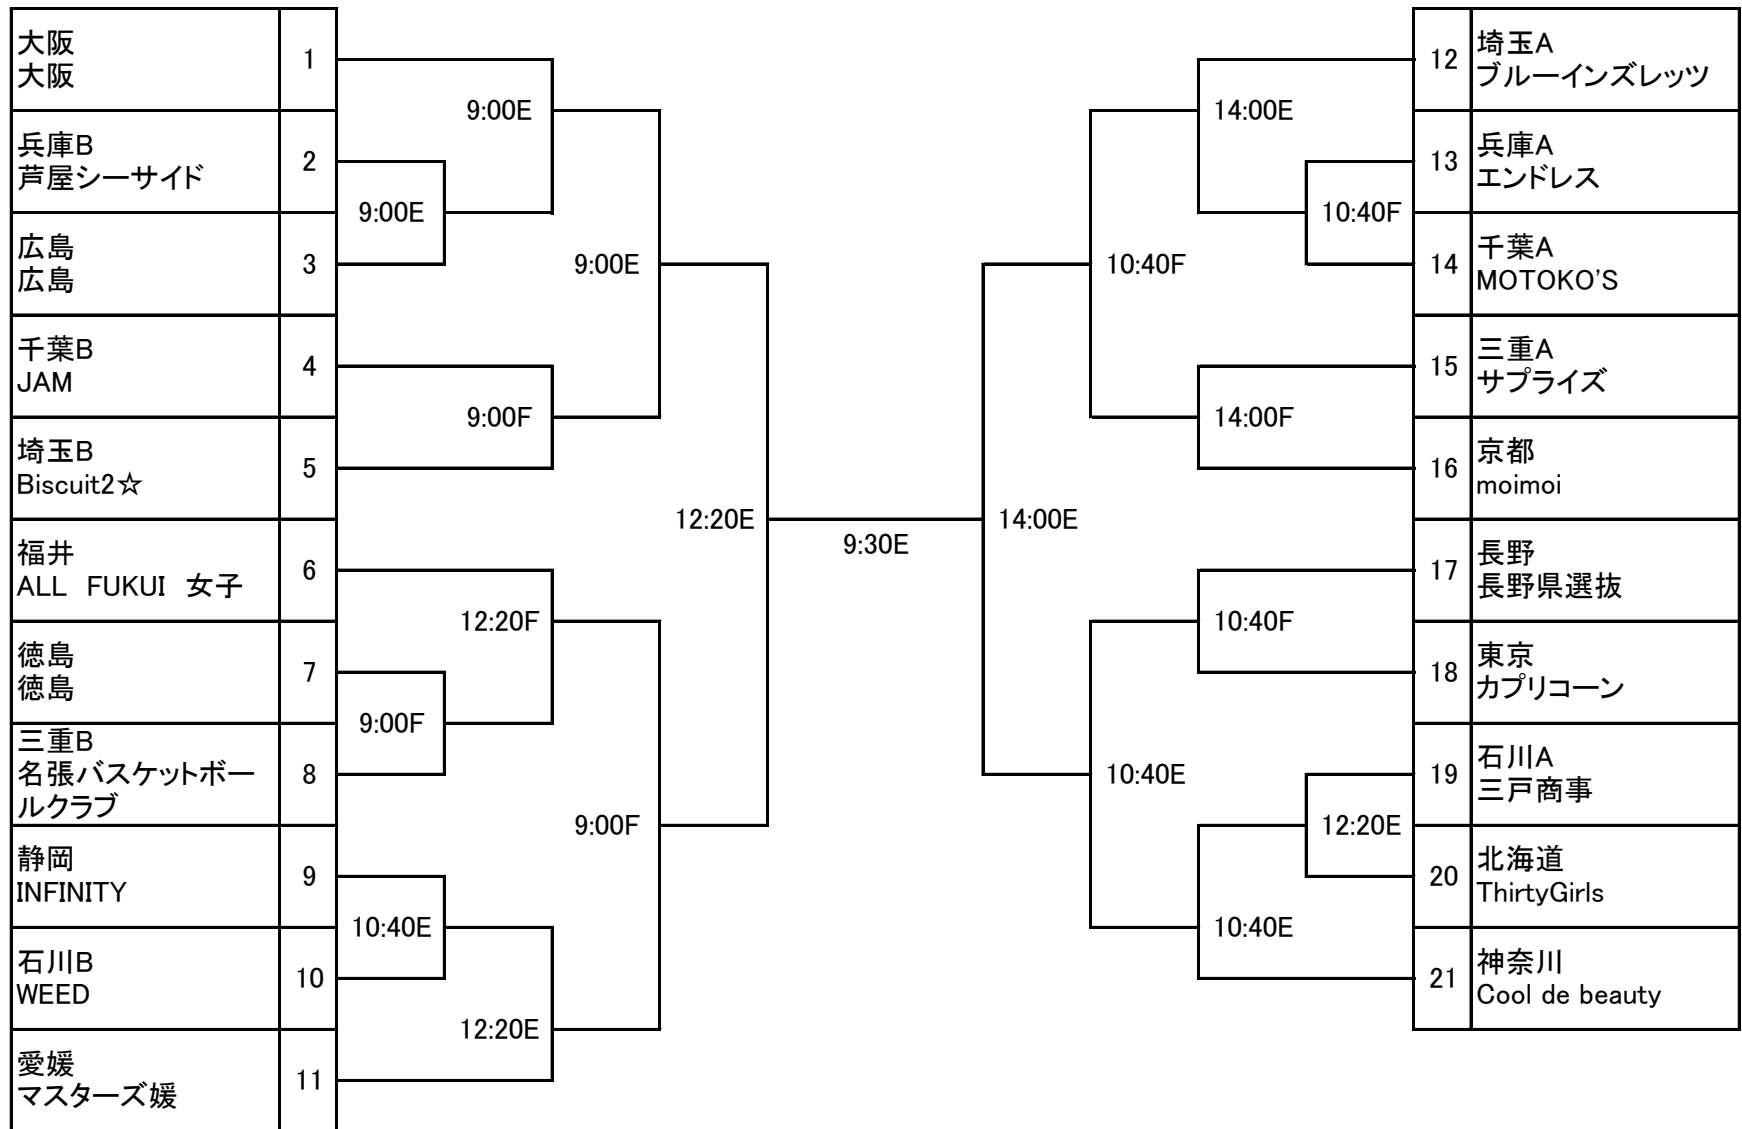 大阪
大阪
1
兵庫B
芦屋シーサイド
2
広島
広島
3
千葉B
JAM
4
埼玉B
Biscuit2☆
5
福井
ALL　FUKUI　女子
6
徳島
徳島
7
三重B
名張バスケットボー
ルクラブ
8
静岡
INFINITY
9
石川B
WEED
10
愛媛
マスターズ媛
11
9:00E
9:00E
9:00F
12:20F
9:00F
10:40E
12:20E
9:00E
9:00F
12:20E
9:30E
14:00E
10:40F
10:40E
14:00E
10:40F
14:00F
10:40F
12:20E
10:40E
12
埼玉A
ブルーインズレッツ
13
兵庫A
エンドレス
14
千葉A
MOTOKO'S
15
三重A
サプライズ
16
京都
moimoi
17
長野
長野県選抜
18
東京
カプリコーン
19
石川A
三戸商事
20
北海道
ThirtyGirls
21
神奈川
Cool de beauty